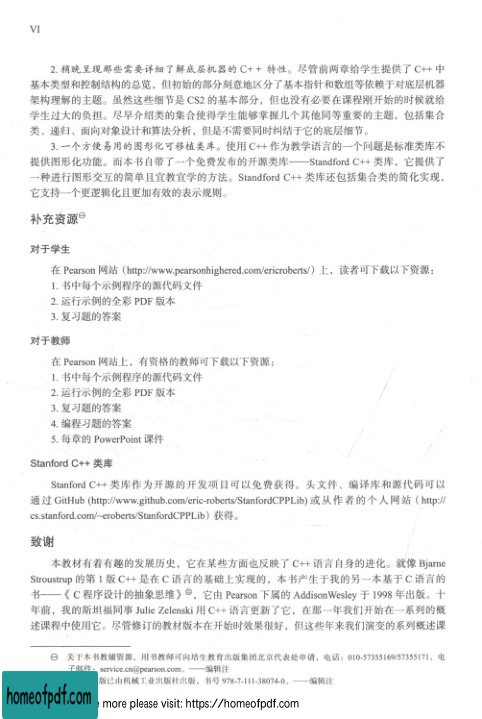 VI
2. 稍晚呈现那些需要详细了解底层机器的 C++ 特性。尽管前两章给学生提供了 C++ 中
基本类型和控制结构的总览，但初始的部分刻意地区分了基本指针和数组等依赖于对底层机器
架构理解的主题。虽然这些细节是 CS2 的基本部分，但也没有必要在课程刚开始的时候就给
学生过大的负担。尽早介绍类的集合使得学生能够掌握几个其他同等重要的主题，包括集合
类、递归、面向对象设计和算法分析，但是不需要同时纠结于它的底层细节。
3. 一个方便易用的图形化可移植类库。使用 C++ 作为教学语言的一个问题是标准类库不
提供图形化功能。而本书自带了一个免费发布的开源类库——Standford C++ 类库，它提供了
一种进行图形交互的简单且宜教宜学的方法。Standford C++ 类库还包括集合类的简化实现，
它支持一个更逻辑化且更加有效的表示规则。
补充资源㊀
对于学生
在 Pearson 网站（http://www.pearsonhighered.com/ericroberts/）上，读者可下载以下资源：
1. 书中每个示例程序的源代码文件
2. 运行示例的全彩 PDF 版本
3. 复习题的答案
对于教师
在 Pearson 网站上，有资格的教师可下载以下资源：
1. 书中每个示例程序的源代码文件
2. 运行示例的全彩 PDF 版本
3. 复习题的答案
4. 编程习题的答案
5. 每章的 PowerPoint 课件
Stanford C++ 类库
Stanford C++ 类库作为开源的开发项目可以免费获得。头文件、编译库和源代码可以
通过 GitHub (http://www.github.com/eric-roberts/StanfordCPPLib) 或从作者的个人网站（http://
cs.stanford.com/~eroberts/StanfordCPPLib）获得。
致谢
本教材有着有趣的发展历史，它在某些方面也反映了 C++ 语言自身的进化。就像 Bjarne
Stroustrup 的第 1 版 C++ 是在 C 语言的基础上实现的，本书产生于我的另一本基于 C 语言的
书——《C 程序设计的抽象思维》㊁，它由 Pearson 下属的 AddisonWesley 于 1998 年出版。十
年前，我的斯坦福同事 Julie Zelenski 用 C++ 语言更新了它，在那一年我们开始在一系列的概
述课程中使用它。尽管修订的教材版本在开始时效果很好，但这些年来我们演变的系列概述课
㊀ 关于本书教辅资源，用书教师可向培生教育出版集团北京代表处申请，电话：010-57355169/57355171，电
子邮件：service.cn@pearson.com。——编辑注
版已由机械工业出版社出版，书号 978-7-111-38074-0。——编辑注
homeofpdf.com
more please visit: https://homeofpdf.com